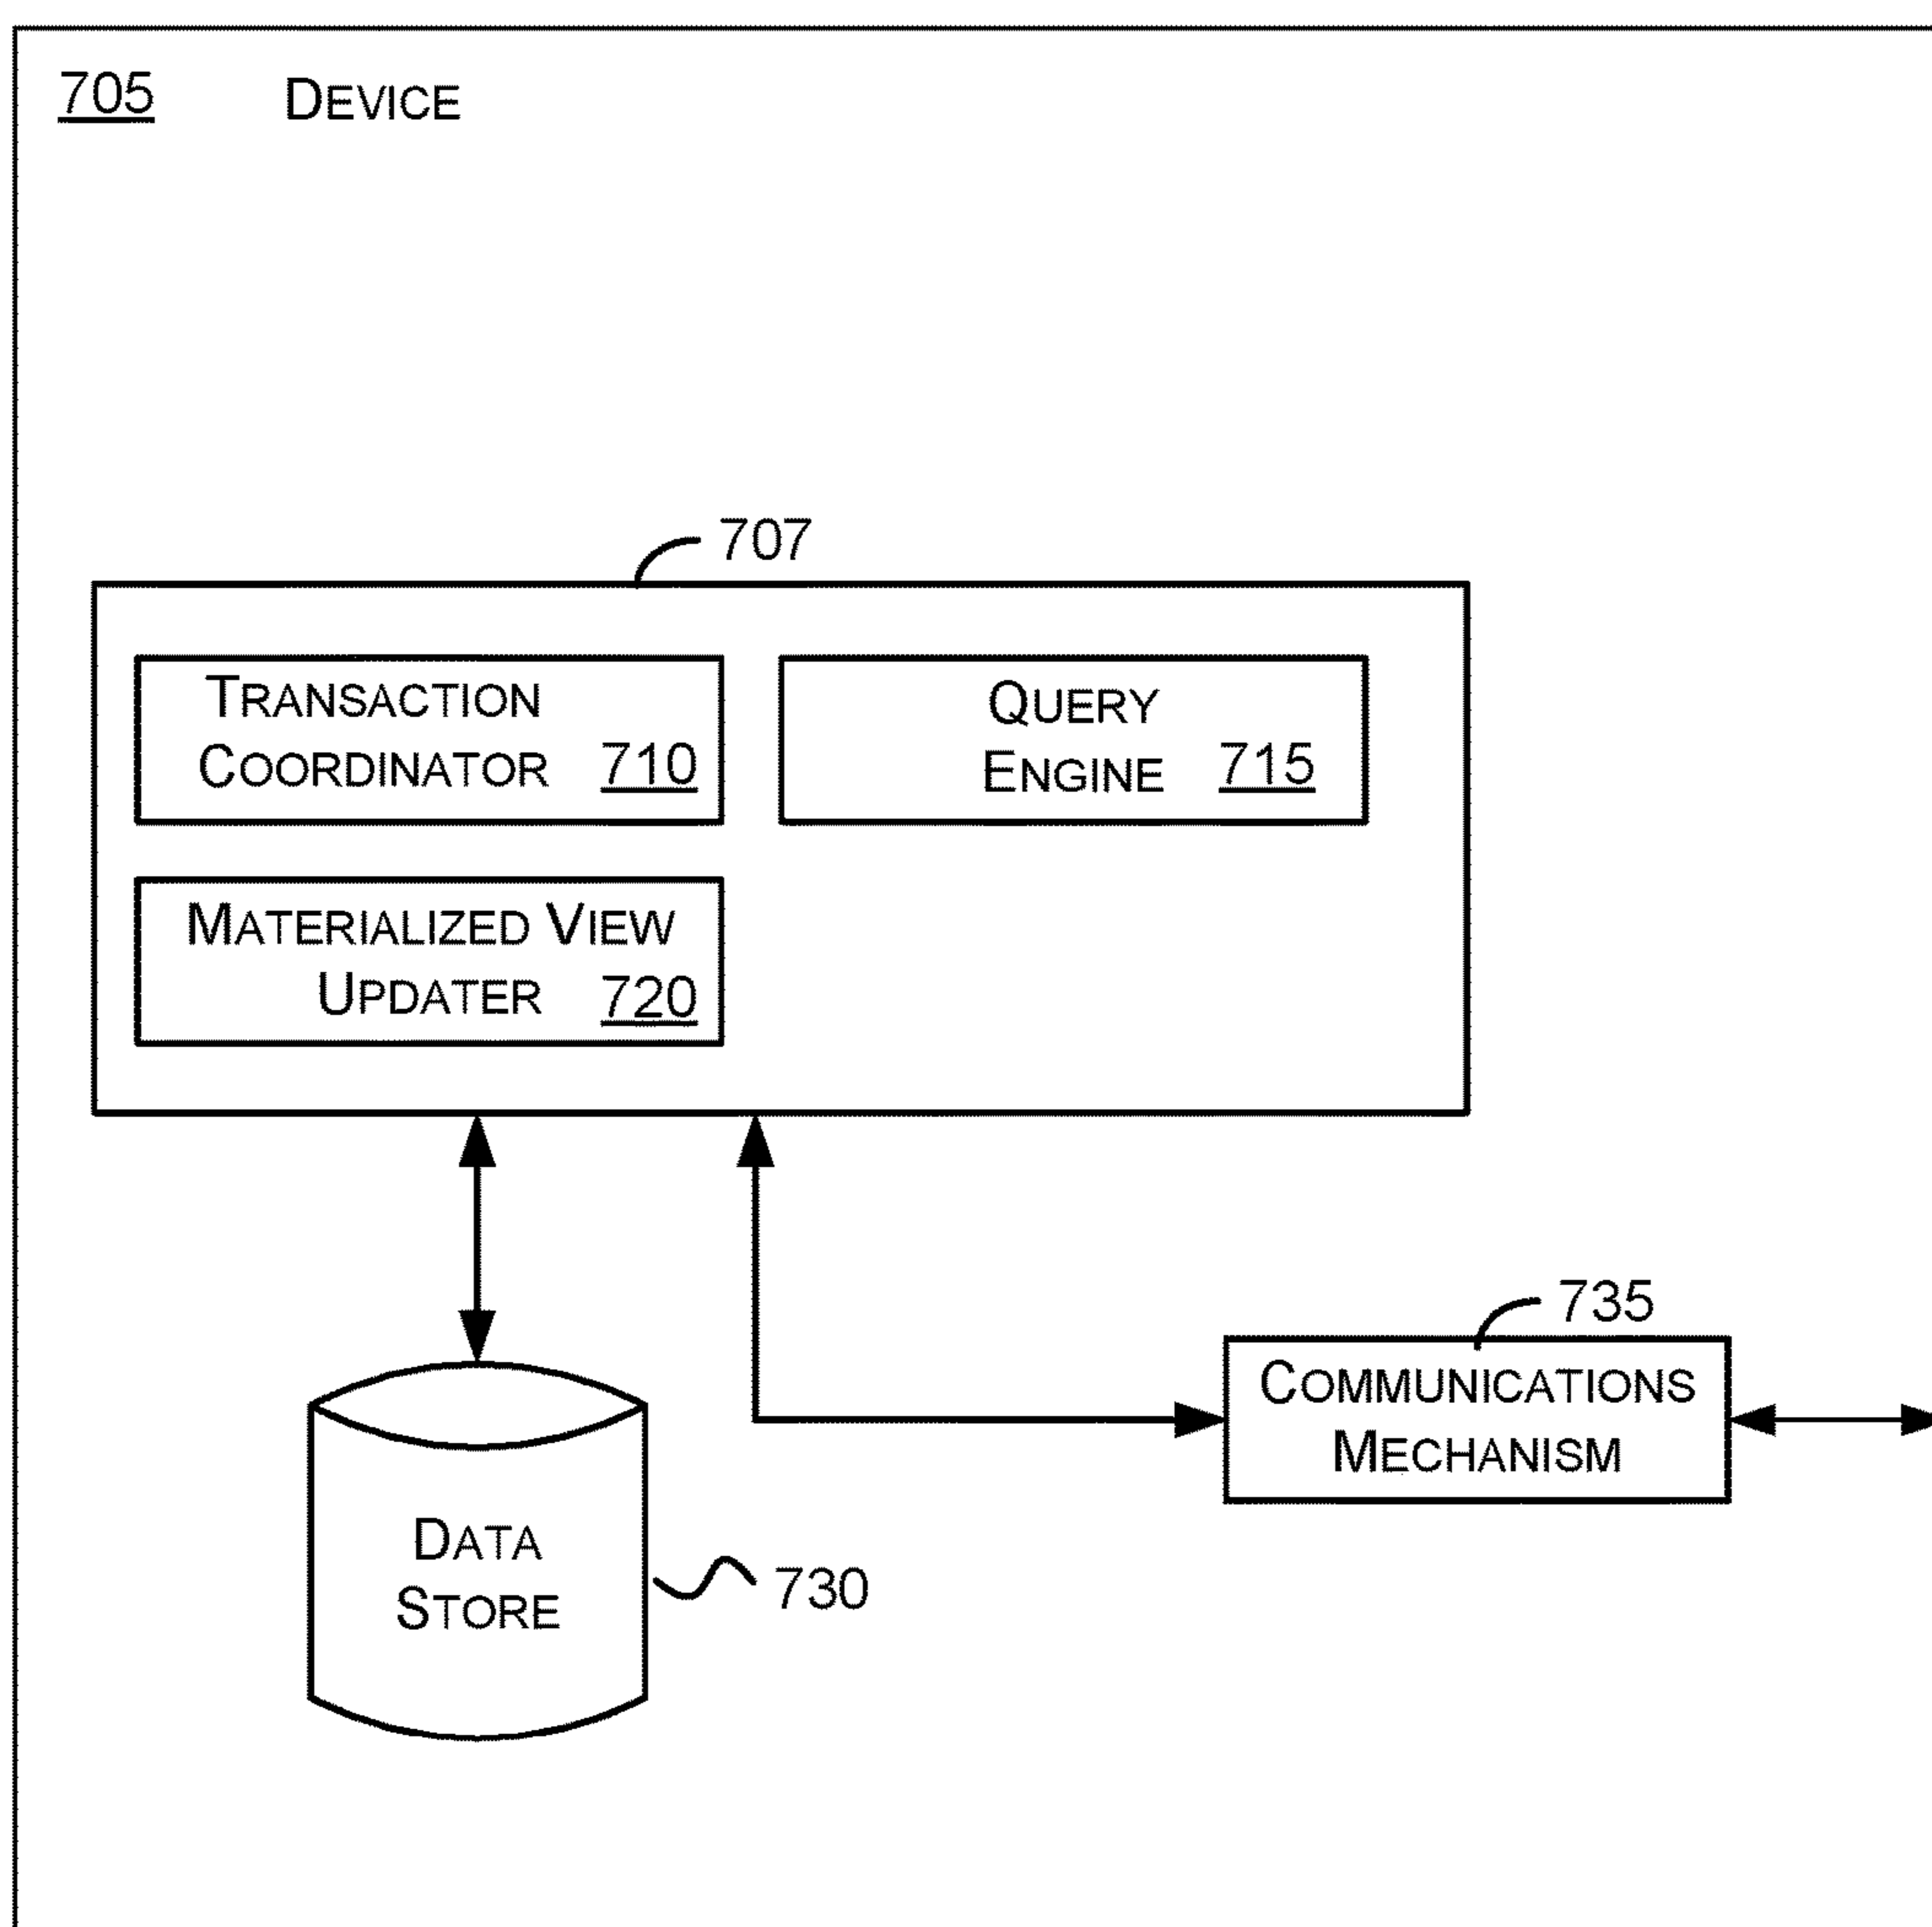 705 DEVICE
707
TRANSACTION
COORDINATOR 710
QUERY
ENGINE 715
MATERIALIZED VIEW
UPDATER 720
735
COMMUNICATIONS
MECHANISM
DATA
STORE
730